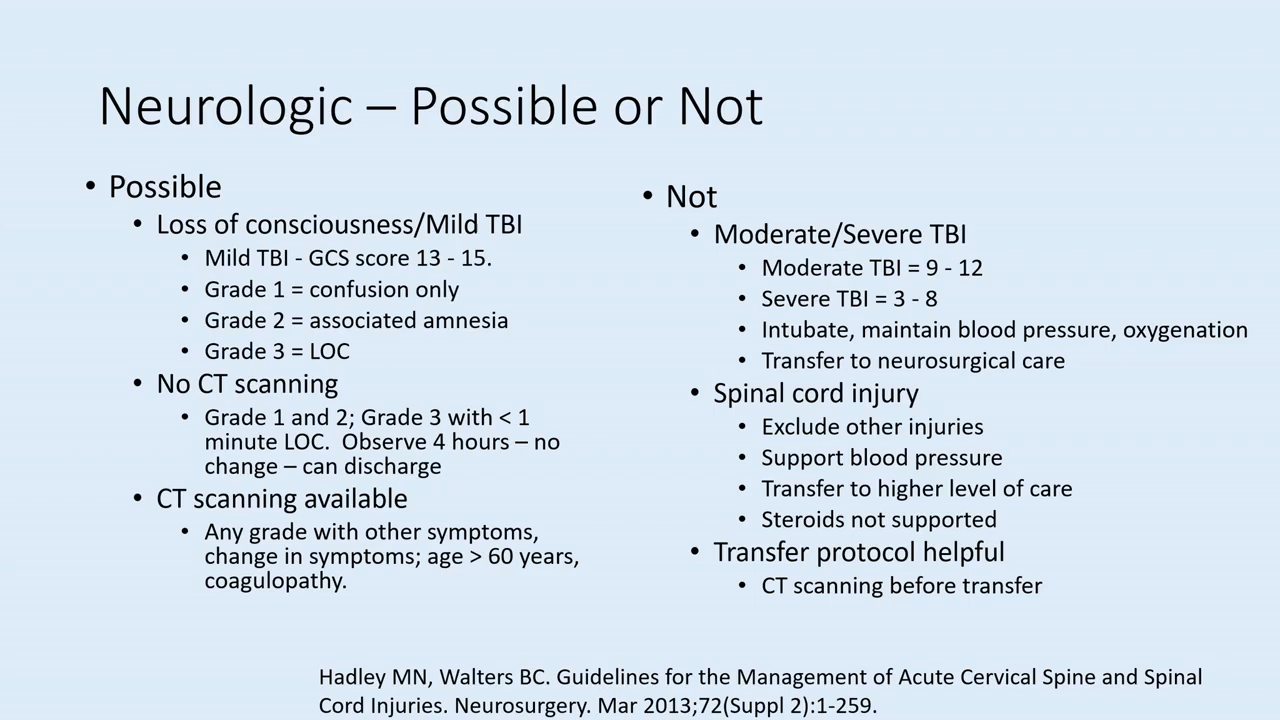 Neurologic – Possible or Not
• Possible
• Loss of consciousness/Mild TBI
• Mild TBI - GCS score 13 - 15.
• Grade 1 = confusion only
• Grade 2 = associated amnesia
• Grade 3 = LOC
• No CT scanning
• Grade 1 and 2; Grade 3 with < 1
minute LOC.  Observe 4 hours – no
change – can discharge
• CT scanning available
• Any grade with other symptoms,
change in symptoms; age > 60 years,
coagulopathy.
• Not
• Moderate/Severe TBI
• Moderate TBI = 9 - 12
• Severe TBI = 3 - 8
• Intubate, maintain blood pressure, oxygenation
• Transfer to neurosurgical care
• Spinal cord injury
• Exclude other injuries
• Support blood pressure
• Transfer to higher level of care
• Steroids not supported
• Transfer protocol helpful
• CT scanning before transfer
Hadley MN, Walters BC. Guidelines for the Management of Acute Cervical Spine and Spinal
Cord Injuries. Neurosurgery. Mar 2013;72(Suppl 2):1-259.